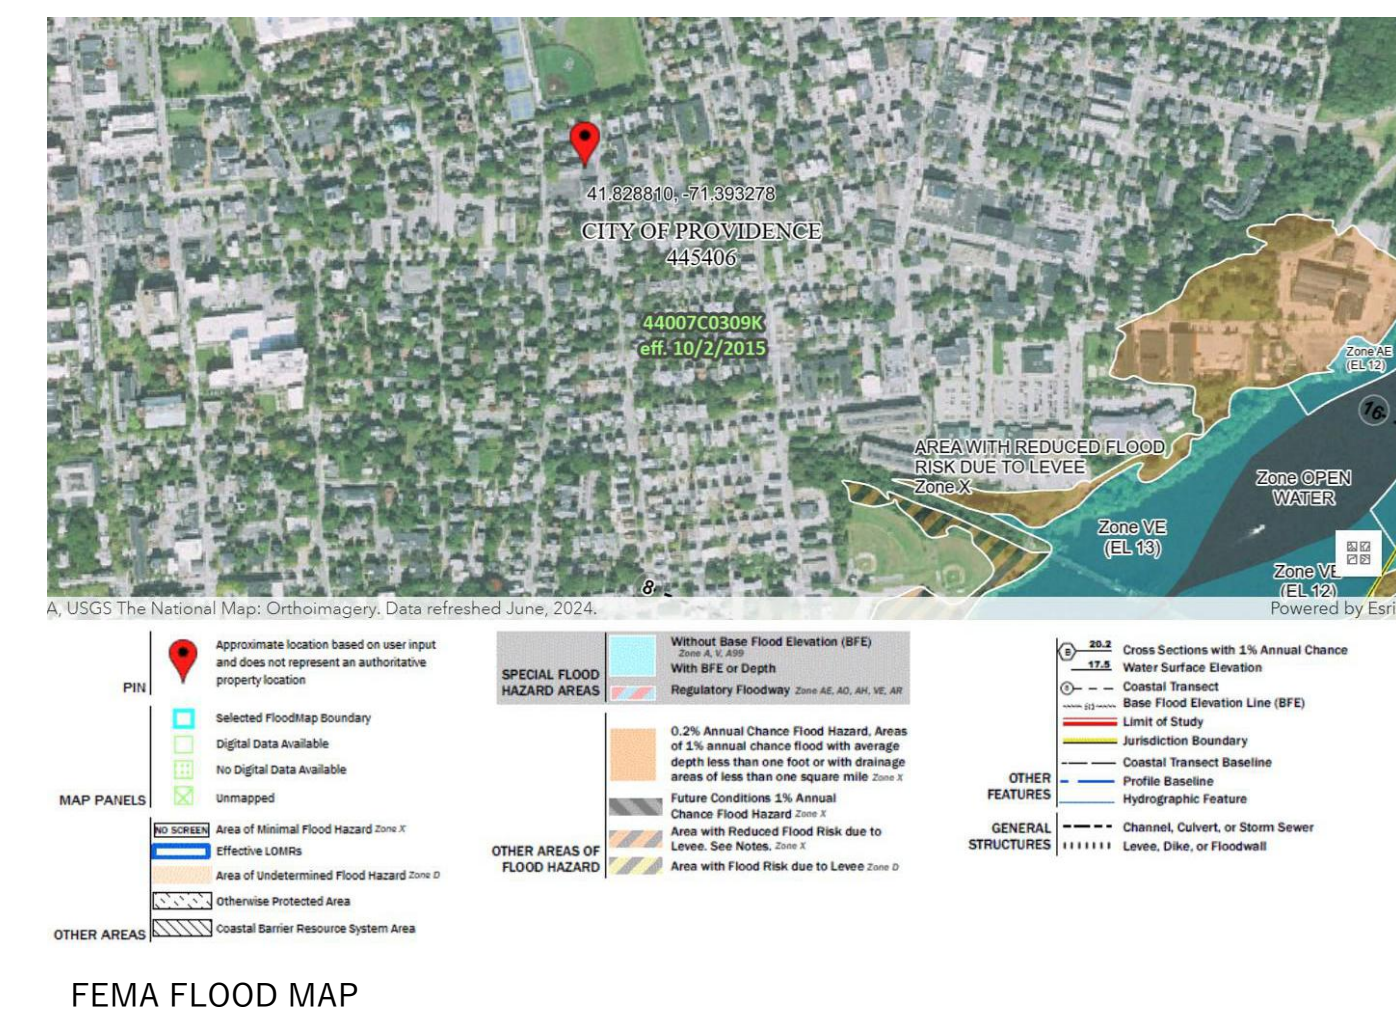 41.828810, -71.393278
CITY OF PROVIDENCE
445406
44007C0309K
eff. 10/2/2015
Zone AE
(EL 12)
16
AREA WITH REDUCED FLOOD
RISK DUE TO LEVEE
Zone X
Zone OPEN
WATER
Zone VE
(EL 13)
Zone VE
(EL 12)
8
A, USGS The National Map: Orthoimagery. Data refreshed June, 2024.
Powered by Esri
PIN
Approximate location based on user input
and does not represent an authoritative
property location
MAP PANELS
Selected FloodMap Boundary
Digital Data Available
No Digital Data Available
Unmapped
OTHER AREAS
NO SCREEN Area of Minimal Flood Hazard Zone X
Effective LOMRs
Area of Undetermined Flood Hazard Zone D
Otherwise Protected Area
Coastal Barrier Resource System Area
SPECIAL FLOOD
HAZARD AREAS
Without Base Flood Elevation (BFE)
Zone A, V, A99
With BFE or Depth
Regulatory Floodway Zone AE, AO, AH, VE, AR
OTHER AREAS OF
FLOOD HAZARD
0.2% Annual Chance Flood Hazard, Areas
of 1% annual chance flood with average
depth less than one foot or with drainage
areas of less than one square mile Zone X
Future Conditions 1% Annual
Chance Flood Hazard Zone X
Area with Reduced Flood Risk due to
Levee. See Notes. Zone X
Area with Flood Risk due to Levee Zone D
OTHER
FEATURES
B 20.2 Cross Sections with 1% Annual Chance
17.5 Water Surface Elevation
8 Coastal Transect
513 Base Flood Elevation Line (BFE)
Limit of Study
Jurisdiction Boundary
Coastal Transect Baseline
Profile Baseline
Hydrographic Feature
GENERAL
STRUCTURES
Channel, Culvert, or Storm Sewer
Levee, Dike, or Floodwall
FEMA FLOOD MAP